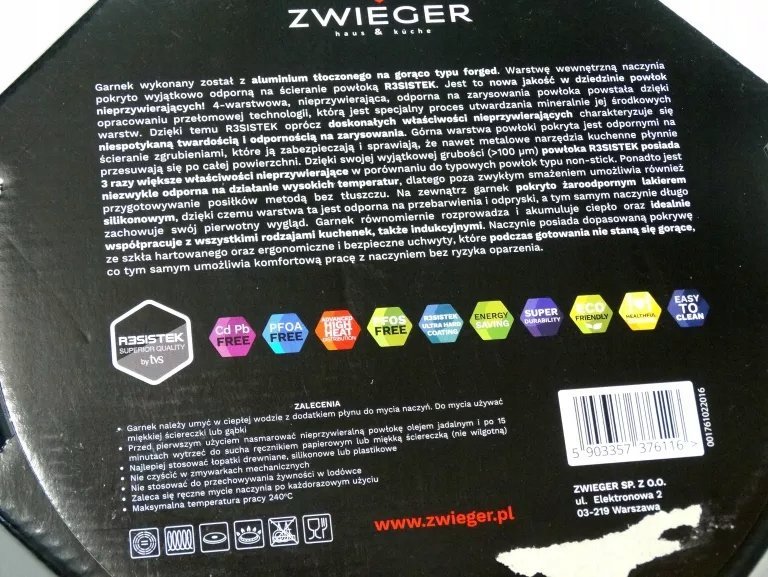 ZWIEGER
haus & küche
Garnek wykonany został z aluminium tłoczonego na gorąco typu forged. Warstwę wewnętrzną naczynia
pokryto wyjątkowo odporną na ścieranie powłoką R3SISTEK. Jest to nowa jakość w dziedzinie powłok
nieprzywierających! 4-warstwowa, nieprzywierająca, odporna na zarysowania powłoka powstała dzięki
opracowaniu przełomowej technologii, którą jest specjalny proces utwardzania mineralnie jej środkowych
warstw. Dzięki temu R3SISTEK oprócz doskonałych właściwości nieprzywierających charakteryzuje się
niespotykaną twardością i odpornością na zarysowania. Górna warstwa powłoki pokryta jest odpornymi na
ścieranie zgrubieniami, które ją zabezpieczają i sprawiają, że nawet metalowe narzędzia kuchenne płynnie
przesuwają się po całej powierzchni. Dzięki swojej wyjątkowej grubości (>100 µm) powłoka R3SISTEK posiada
3 razy większe właściwości nieprzywierające w porównaniu do typowych powłok typu non-stick. Ponadto jest
niezwykle odporna na działanie wysokich temperatur, dlatego poza zwykłym smażeniem umożliwia również
przygotowywanie posiłków metodą bez tłuszczu. Na zewnątrz garnek pokryto żaroodpornym lakierem
silikonowym, dzięki czemu warstwa ta jest odporna na przebarwienia i odpryski, a tym samym naczynie długo
zachowuje swój pierwotny wygląd. Garnek równomiernie rozprowadza i akumuluje ciepło oraz idealnie
współpracuje z wszystkimi rodzajami kuchenek, także indukcyjnymi. Naczynie posiada dopasowaną pokrywę
ze szkła hartowanego oraz ergonomiczne i bezpieczne uchwyty, które podczas gotowania nie staną się gorące,
co tym samym umożliwia komfortową pracę z naczyniem bez ryzyka oparzenia.
R3SISTEK
SUPERIOR QUALITY
by tvs
Cd Pb
FREE
PFOA
FREE
ADVANCED
HIGH
HEAT
DISTRIBUTION
PFOS
FREE
R3SISTEK
ULTRA HARD
COATING
ENERGY
SAVING
SUPER
DURABILITY
ECO
FRIENDLY
HEALTHFUL
EASY
TO
CLEAN
ZALECENIA
• Garnek należy umyć w ciepłej wodzie z dodatkiem płynu do mycia naczyń. Do mycia używać
miękkiej ściereczki lub gąbki
• Przed pierwszym użyciem nasmarować nieprzywieralną powłokę olejem jadalnym i po 15
minutach wytrzeć do sucha ręcznikiem papierowym lub miękką ściereczką (nie wilgotną)
• Najlepiej stosować łopatki drewniane, silikonowe lub plastikowe
• Nie czyścić w zmywarkach mechanicznych
• Nie stosować do przechowywania żywności w lodówce
• Zaleca się ręczne mycie naczynia po każdorazowym użyciu
• Maksymalna temperatura pracy 240°C
5 903357 376116 >
001761022016
ZWIEGER SP. Z O.O.
ul. Elektronowa 2
03-219 Warszawa
www.zwieger.pl